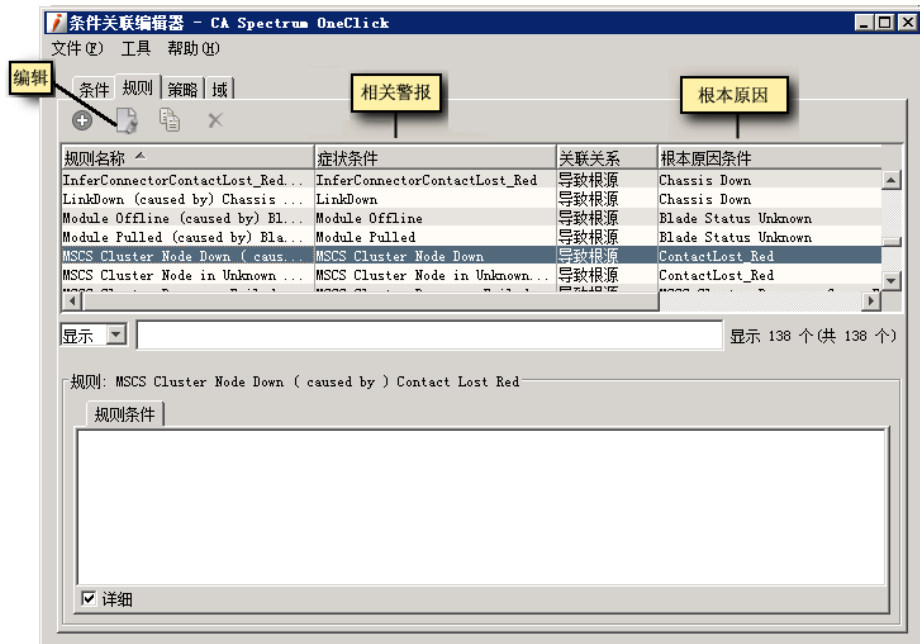 条件关联编辑器 - CA Spectrum OneClick
文件(F) 工具 帮助(H)
编辑
条件 规则 策略 域
相关警报
根本原因
规则名称 症状条件 关联关系 根本原因条件
InferConnectorContactLost_Red... InferConnectorContactLost_Red 导致根源 Chassis Down
LinkDown (caused by) Chassis ... LinkDown 导致根源 Chassis Down
Module Offline (caused by) Bl... Module Offline 导致根源 Blade Status Unknown
Module Pulled (caused by) Bla... Module Pulled 导致根源 Blade Status Unknown
MSCS Cluster Node Down ( caus... MSCS Cluster Node Down 导致根源 ContactLost_Red
MSCS Cluster Node in Unknown ... MSCS Cluster Node in Unknown... 导致根源 ContactLost_Red
显示 显示 138 个(共 138 个)
规则: MSCS Cluster Node Down ( caused by ) Contact Lost Red
规则条件
详细